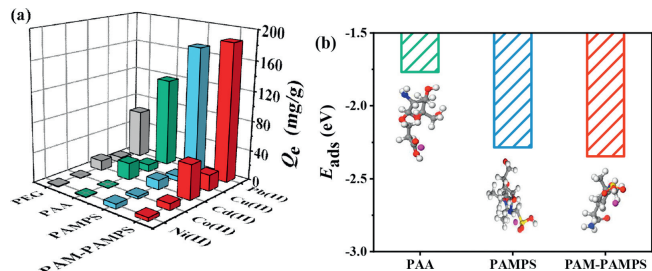 (a)
200
160
120
80
40
0
Qe (mg/g)
Pb(II)
Cu(II)
Cd(II)
Co(II)
Ni(II)
PEG
PAA
PAMPS
PAM-PAMPS
(b)
-1.5
-2.0
-2.5
-3.0
Eads (eV)
PAA
PAMPS
PAM-PAMPS